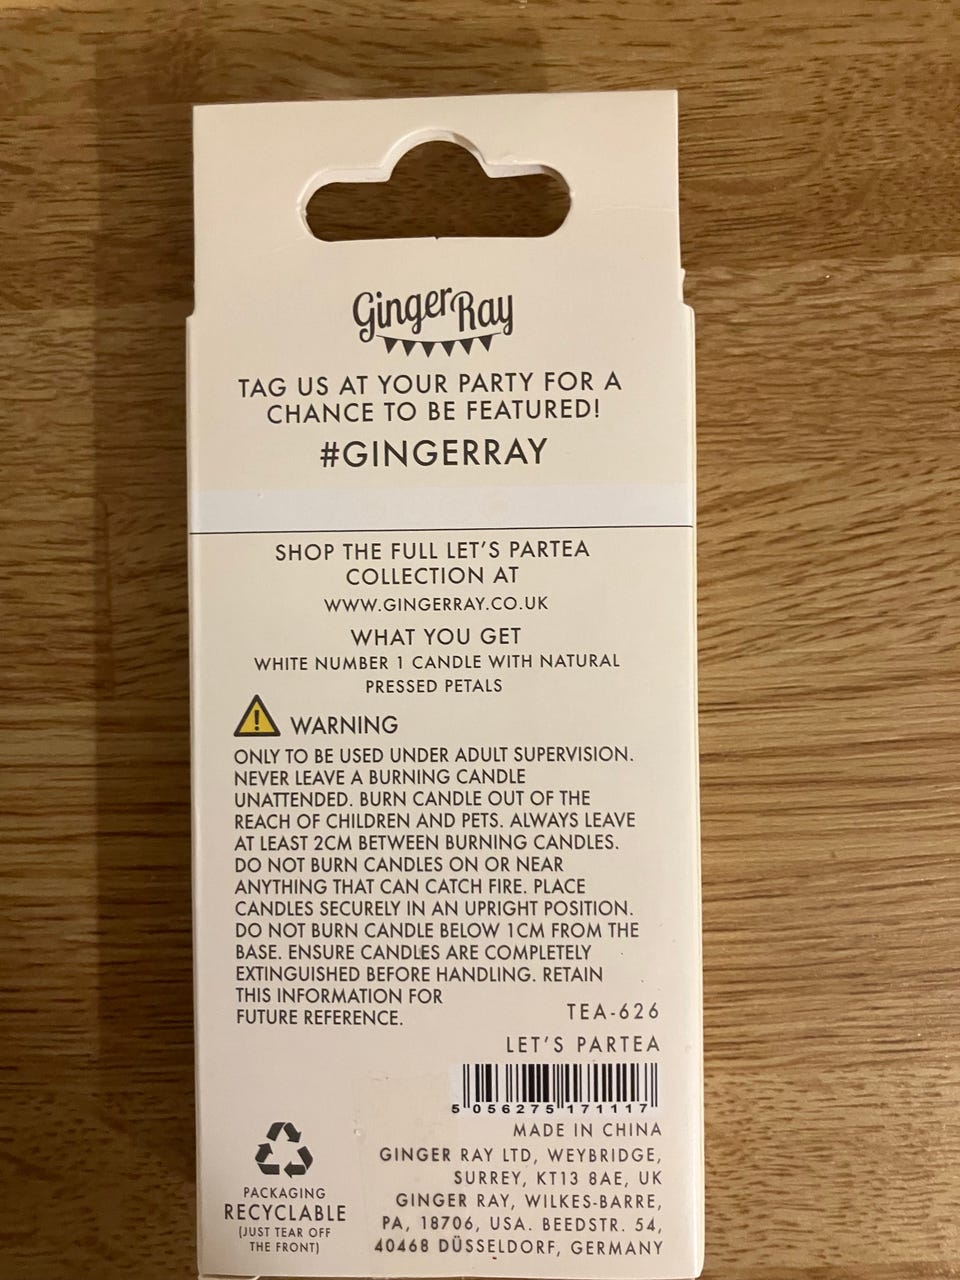 Ginger Ray
TAG US AT YOUR PARTY FOR A
CHANCE TO BE FEATURED!
#GINGERRAY
SHOP THE FULL LET'S PARTEA
COLLECTION AT
WWW.GINGERRAY.CO.UK
WHAT YOU GET
WHITE NUMBER 1 CANDLE WITH NATURAL
PRESSED PETALS
! WARNING
ONLY TO BE USED UNDER ADULT SUPERVISION.
NEVER LEAVE A BURNING CANDLE
UNATTENDED. BURN CANDLE OUT OF THE
REACH OF CHILDREN AND PETS. ALWAYS LEAVE
AT LEAST 2CM BETWEEN BURNING CANDLES.
DO NOT BURN CANDLES ON OR NEAR
ANYTHING THAT CAN CATCH FIRE. PLACE
CANDLES SECURELY IN AN UPRIGHT POSITION.
DO NOT BURN CANDLE BELOW 1CM FROM THE
BASE. ENSURE CANDLES ARE COMPLETELY
EXTINGUISHED BEFORE HANDLING. RETAIN
THIS INFORMATION FOR
FUTURE REFERENCE.
TEA-626
LET'S PARTEA
5 056275 171117
MADE IN CHINA
GINGER RAY LTD, WEYBRIDGE,
SURREY, KT13 8AE, UK
GINGER RAY, WILKES-BARRE,
PA, 18706, USA. BEEDSTR. 54,
40468 DÜSSELDORF, GERMANY
PACKAGING
RECYCLABLE
(JUST TEAR OFF
THE FRONT)